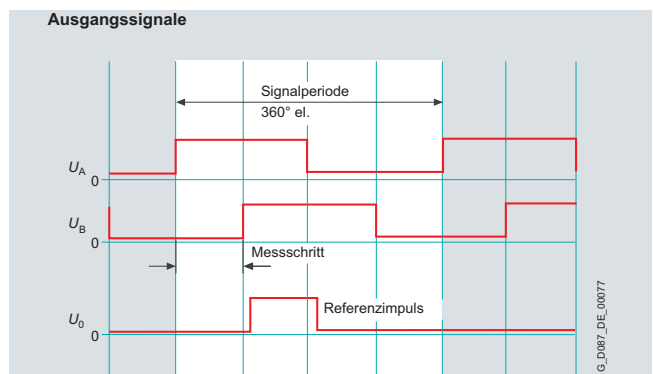 Ausgangssignale
Signalperiode
360° el.
UA
0
UB
0
Messschritt
U0
0
Referenzimpuls
G_D087_DE_00077